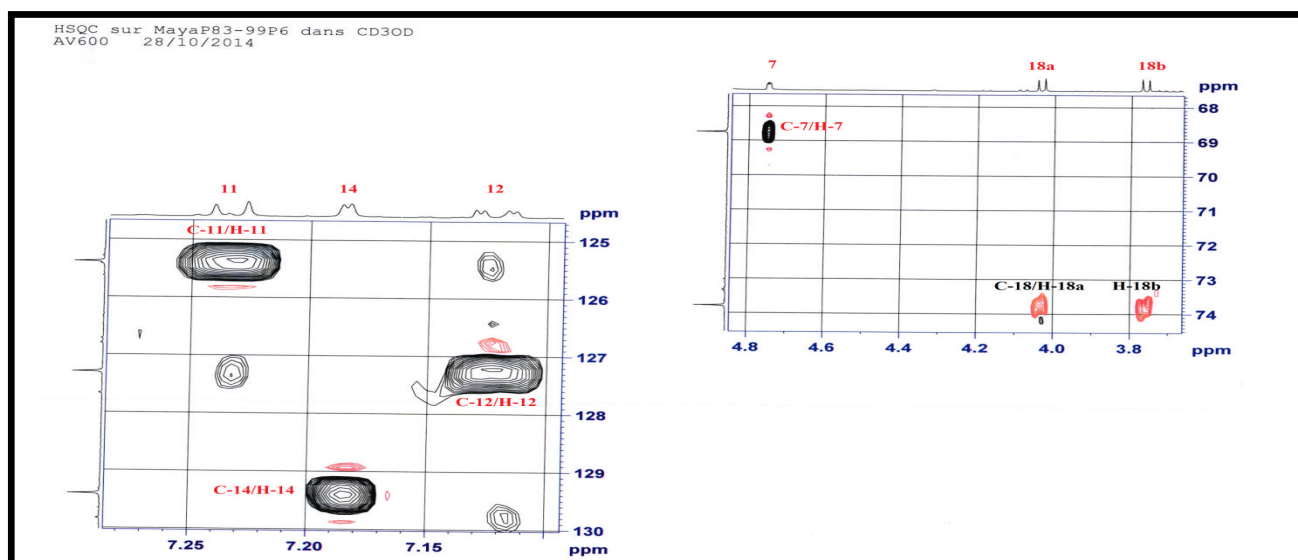 HSQC sur MayaP83-99P6 dans CD3OD
AV600 28/10/2014
7 18a 18b
ppm
68
C-7/H-7
69
70
71
72
73
C-18/H-18a H-18b
74
4.8 4.6 4.4 4.2 4.0 3.8 ppm
11 14 12
ppm
C-11/H-11
125
126
127
C-12/H-12
128
129
C-14/H-14
130
7.25 7.20 7.15 ppm